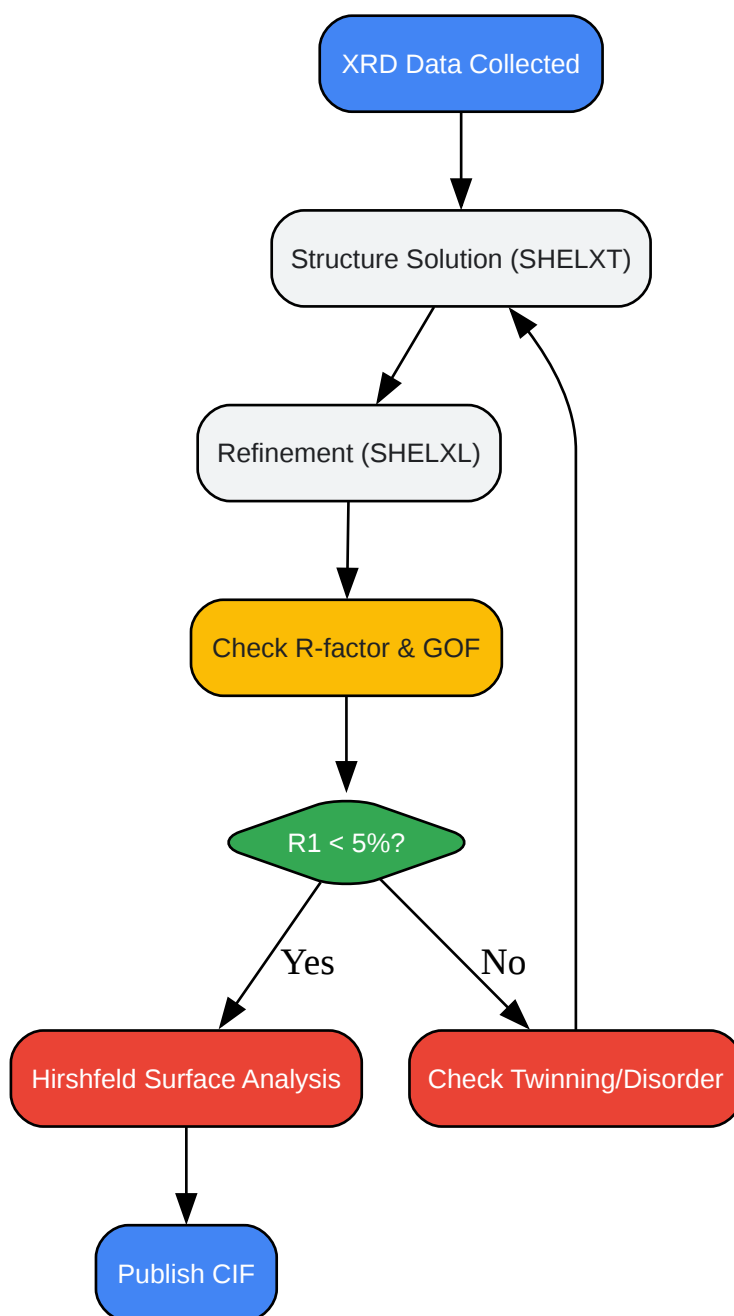 XRD Data Collected
Structure Solution (SHELXT)
Refinement (SHELXL)
Check R-factor & GOF
R1 < 5%?
Yes
No
Hirshfeld Surface Analysis
Check Twinning/Disorder
Publish CIF